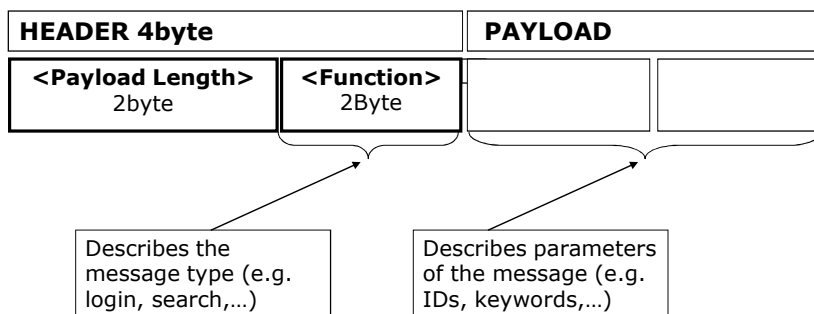 HEADER 4byte
PAYLOAD
<Payload Length>
2byte
<Function>
2Byte
Describes the
message type (e.g.
login, search,…)
Describes parameters
of the message (e.g.
IDs, keywords,…)